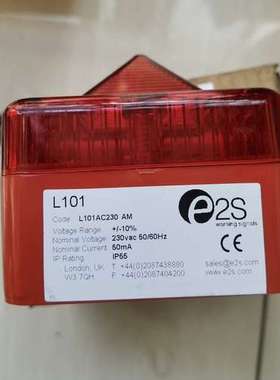 L101
e2S
warning signals
Code: L101AC230 AM
Voltage Range: +/-10%
Nominal Voltage: 230vac 50/60Hz
Nominal Current: 50mA
IP Rating: IP65
London, UK T: +44(0)2087438880
W3 7QH F: +44(0)2087404200
sales@e2s.com
www.e2s.com
CE